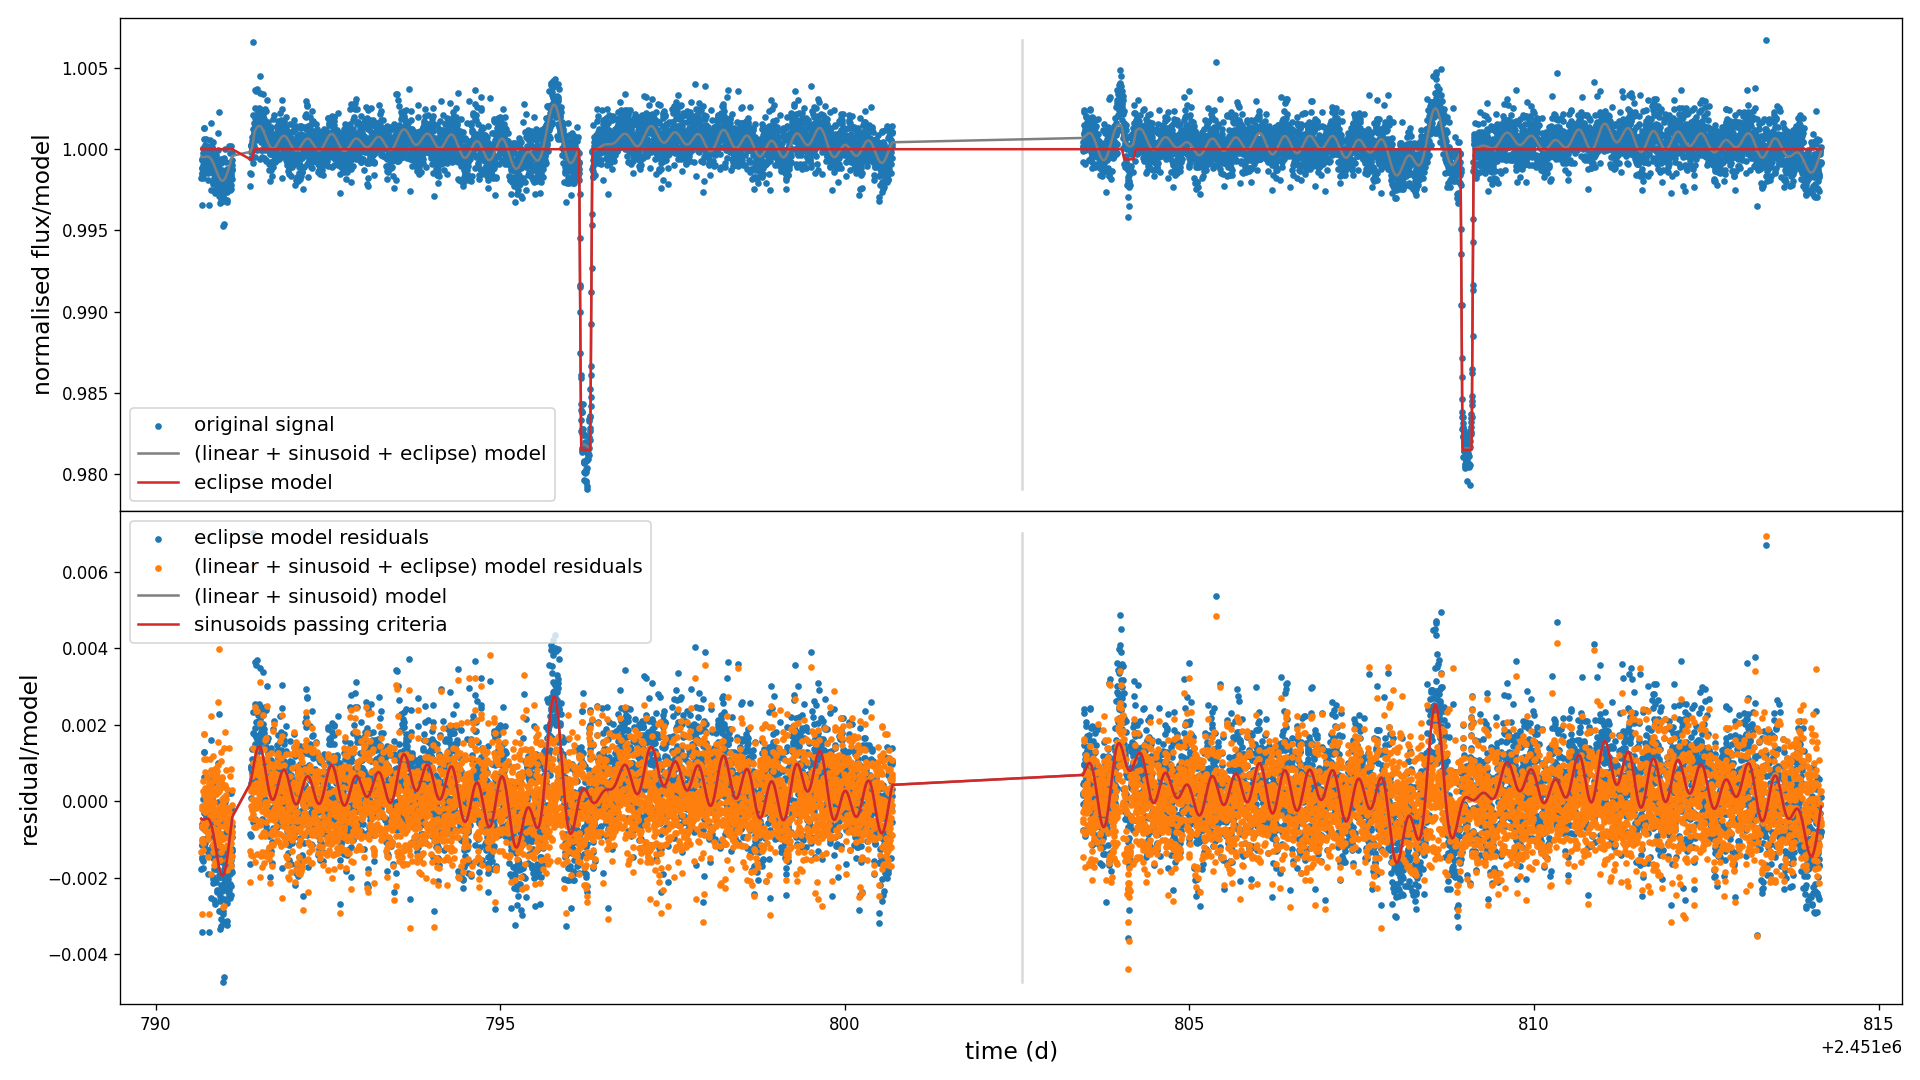 normalised flux/model
1.005
1.000
0.995
0.990
0.985
0.980
original signal
(linear + sinusoid + eclipse) model
eclipse model
residual/model
0.006
0.004
0.002
0.000
−0.002
−0.004
eclipse model residuals
(linear + sinusoid + eclipse) model residuals
(linear + sinusoid) model
sinusoids passing criteria
790
795
800
805
810
815
+2.451e6
time (d)